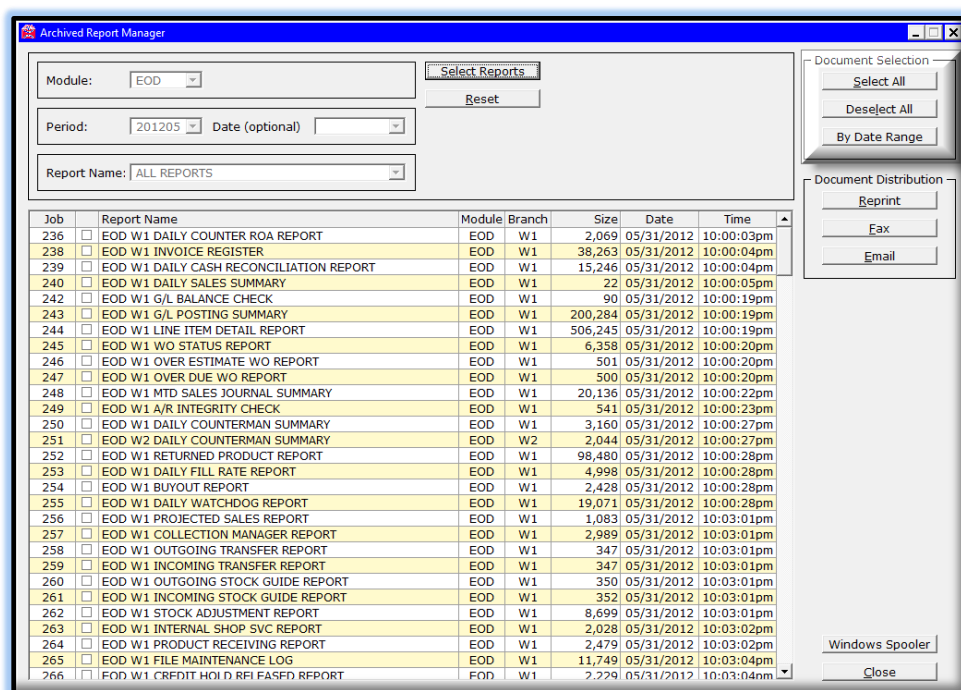 Archived Report Manager
Module: EOD
Select Reports
Reset
Period: 201205 Date (optional)
Report Name: ALL REPORTS
Document Selection
Select All
Deselect All
By Date Range
Document Distribution
Reprint
Fax
Email
Job Report Name Module Branch Size Date Time
236 EOD W1 DAILY COUNTER ROA REPORT EOD W1 2,069 05/31/2012 10:00:03pm
238 EOD W1 INVOICE REGISTER EOD W1 38,263 05/31/2012 10:00:04pm
239 EOD W1 DAILY CASH RECONCILIATION REPORT EOD W1 15,246 05/31/2012 10:00:04pm
240 EOD W1 DAILY SALES SUMMARY EOD W1 22 05/31/2012 10:00:05pm
242 EOD W1 G/L BALANCE CHECK EOD W1 90 05/31/2012 10:00:19pm
243 EOD W1 G/L POSTING SUMMARY EOD W1 200,284 05/31/2012 10:00:19pm
244 EOD W1 LINE ITEM DETAIL REPORT EOD W1 506,245 05/31/2012 10:00:19pm
245 EOD W1 WO STATUS REPORT EOD W1 6,358 05/31/2012 10:00:20pm
246 EOD W1 OVER ESTIMATE WO REPORT EOD W1 501 05/31/2012 10:00:20pm
247 EOD W1 OVER DUE WO REPORT EOD W1 500 05/31/2012 10:00:20pm
248 EOD W1 MTD SALES JOURNAL SUMMARY EOD W1 20,136 05/31/2012 10:00:22pm
249 EOD W1 A/R INTEGRITY CHECK EOD W1 541 05/31/2012 10:00:23pm
250 EOD W1 DAILY COUNTERMAN SUMMARY EOD W1 3,160 05/31/2012 10:00:27pm
251 EOD W2 DAILY COUNTERMAN SUMMARY EOD W2 2,044 05/31/2012 10:00:27pm
252 EOD W1 RETURNED PRODUCT REPORT EOD W1 98,480 05/31/2012 10:00:28pm
253 EOD W1 DAILY FILL RATE REPORT EOD W1 4,998 05/31/2012 10:00:28pm
254 EOD W1 BUYOUT REPORT EOD W1 2,428 05/31/2012 10:00:28pm
255 EOD W1 DAILY WATCHDOG REPORT EOD W1 19,071 05/31/2012 10:00:28pm
256 EOD W1 PROJECTED SALES REPORT EOD W1 1,083 05/31/2012 10:03:01pm
257 EOD W1 COLLECTION MANAGER REPORT EOD W1 2,989 05/31/2012 10:03:01pm
258 EOD W1 OUTGOING TRANSFER REPORT EOD W1 347 05/31/2012 10:03:01pm
259 EOD W1 INCOMING TRANSFER REPORT EOD W1 347 05/31/2012 10:03:01pm
260 EOD W1 OUTGOING STOCK GUIDE REPORT EOD W1 350 05/31/2012 10:03:01pm
261 EOD W1 INCOMING STOCK GUIDE REPORT EOD W1 352 05/31/2012 10:03:01pm
262 EOD W1 STOCK ADJUSTMENT REPORT EOD W1 8,699 05/31/2012 10:03:01pm
263 EOD W1 INTERNAL SHOP SVC REPORT EOD W1 2,028 05/31/2012 10:03:02pm
264 EOD W1 PRODUCT RECEIVING REPORT EOD W1 2,479 05/31/2012 10:03:02pm
265 EOD W1 FILE MAINTENANCE LOG EOD W1 11,749 05/31/2012 10:03:04pm
266 EOD W1 CREDIT HOLD RELEASED REPORT EOD W1 2,229 05/31/2012 10:03:04pm
Windows Spooler
Close